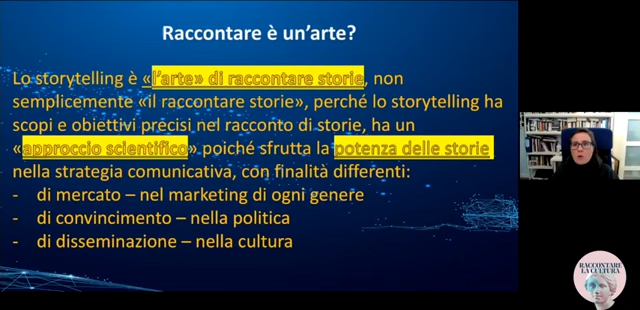 Raccontare è un'arte?
Lo storytelling è «l'arte» di raccontare storie, non
semplicemente «il raccontare storie», perché lo storytelling ha
scopi e obiettivi precisi nel racconto di storie, ha un
«approccio scientifico» poiché sfrutta la potenza delle storie
nella strategia comunicativa, con finalità differenti:
- di mercato – nel marketing di ogni genere
- di convincimento – nella politica
- di disseminazione – nella cultura
RACCONTARE
LA CULTURA